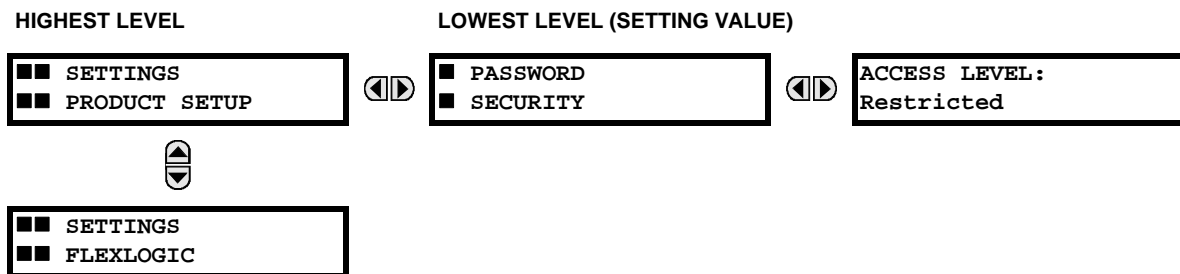 HIGHEST LEVEL
LOWEST LEVEL (SETTING VALUE)
■■ SETTINGS
■■ PRODUCT SETUP
■ PASSWORD
■ SECURITY
ACCESS LEVEL:
Restricted
■■ SETTINGS
■■ FLEXLOGIC